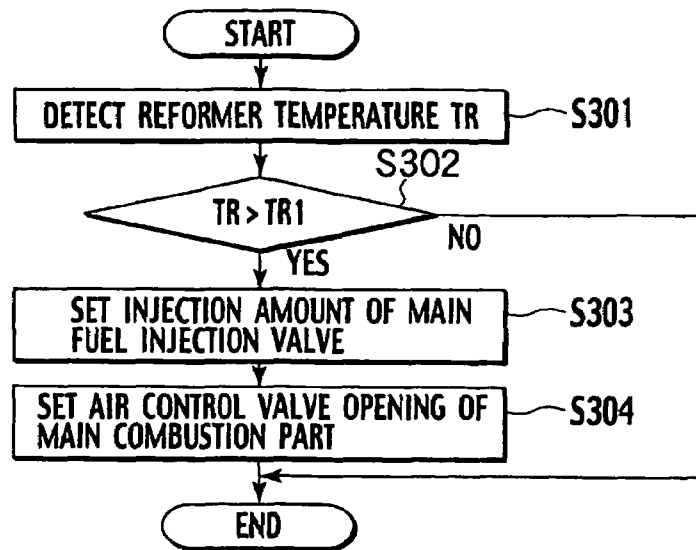 START
DETECT REFORMER TEMPERATURE TR
S301
S302
TR > TR1
NO
YES
SET INJECTION AMOUNT OF MAIN
FUEL INJECTION VALVE
S303
SET AIR CONTROL VALVE OPENING OF
MAIN COMBUSTION PART
S304
END